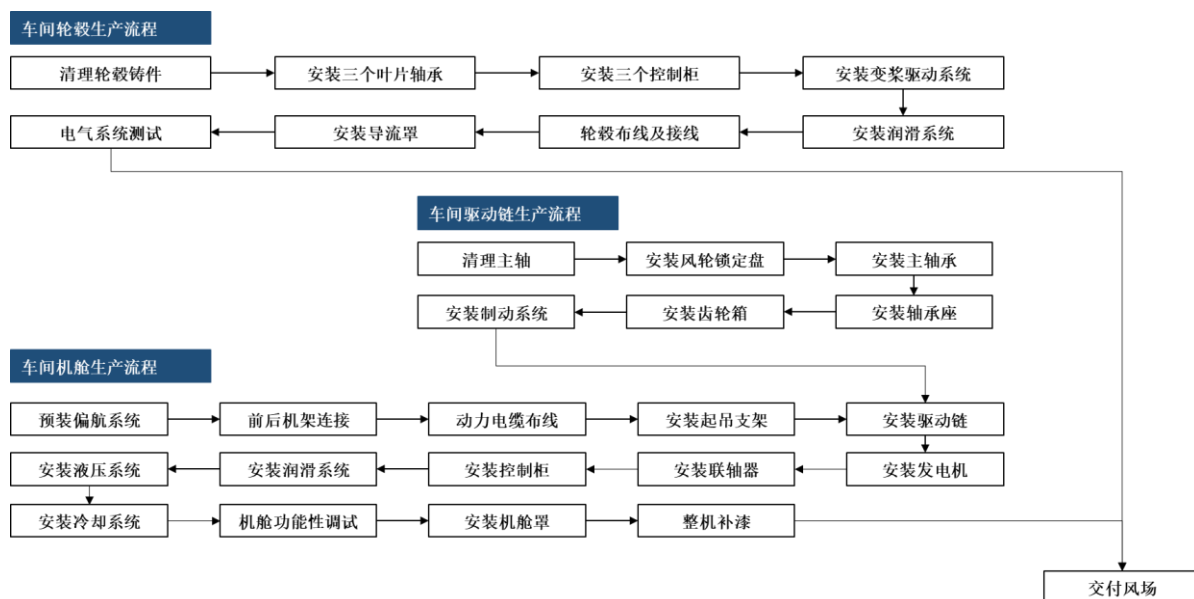 车间轮毂生产流程
清理轮毂铸件
安装三个叶片轴承
安装三个控制柜
安装变桨驱动系统
电气系统测试
安装导流罩
轮毂布线及接线
安装润滑系统
车间驱动链生产流程
清理主轴
安装风轮锁定盘
安装主轴承
安装制动系统
安装齿轮箱
安装轴承座
车间机舱生产流程
预装偏航系统
前后机架连接
动力电缆布线
安装起吊支架
安装驱动链
安装液压系统
安装润滑系统
安装控制柜
安装联轴器
安装发电机
安装冷却系统
机舱功能性调试
安装机舱罩
整机补漆
交付风场